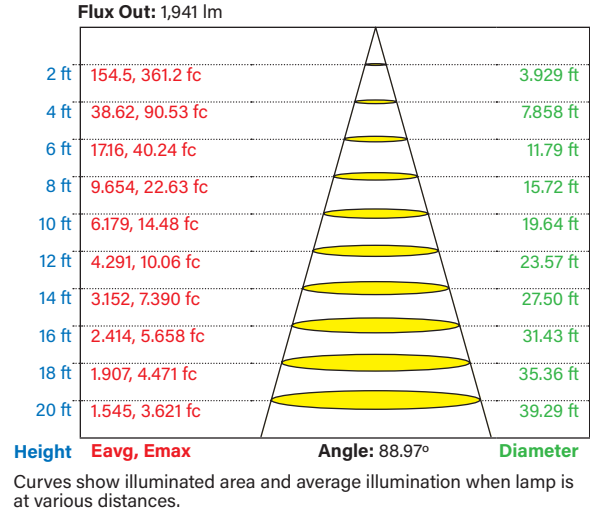 Flux Out: 1,941 lm
2 ft 154.5, 361.2 fc 3.929 ft
4 ft 38.62, 90.53 fc 7.858 ft
6 ft 17.16, 40.24 fc 11.79 ft
8 ft 9.654, 22.63 fc 15.72 ft
10 ft 6.179, 14.48 fc 19.64 ft
12 ft 4.291, 10.06 fc 23.57 ft
14 ft 3.152, 7.390 fc 27.50 ft
16 ft 2.414, 5.658 fc 31.43 ft
18 ft 1.907, 4.471 fc 35.36 ft
20 ft 1.545, 3.621 fc 39.29 ft
Height Eavg, Emax Angle: 88.97º Diameter
Curves show illuminated area and average illumination when lamp is
at various distances.